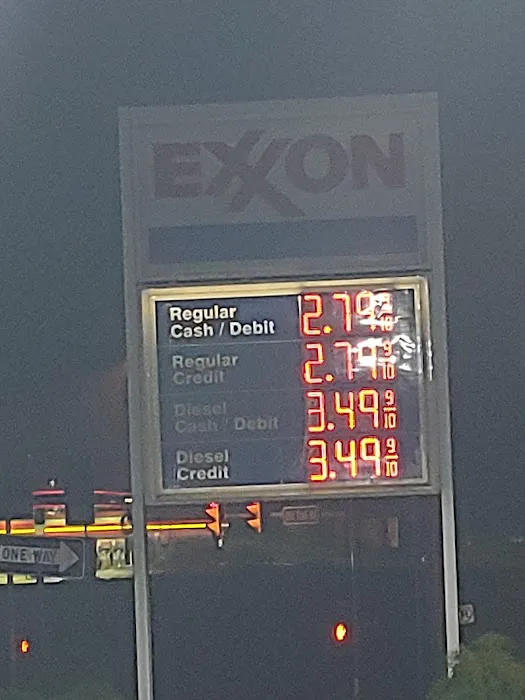 EXXON
Regular
Cash / Debit
2.79 9/10
Regular
Credit
2.79 9/10
Diesel
Cash / Debit
3.49 9/10
Diesel
Credit
3.49 9/10
ONE WAY